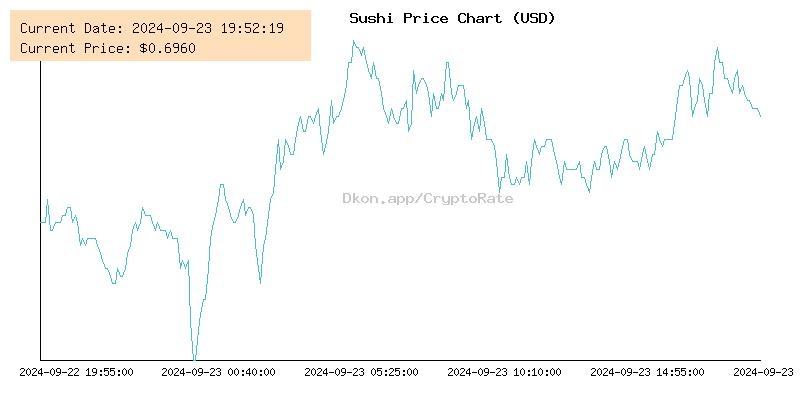 Sushi Price Chart (USD)
Current Date: 2024-09-23 19:52:19
Current Price: $0.6960
Dkon.app/CryptoRate
2024-09-22 19:55:00 2024-09-23 00:40:00 2024-09-23 05:25:00 2024-09-23 10:10:00 2024-09-23 14:55:00 2024-09-23